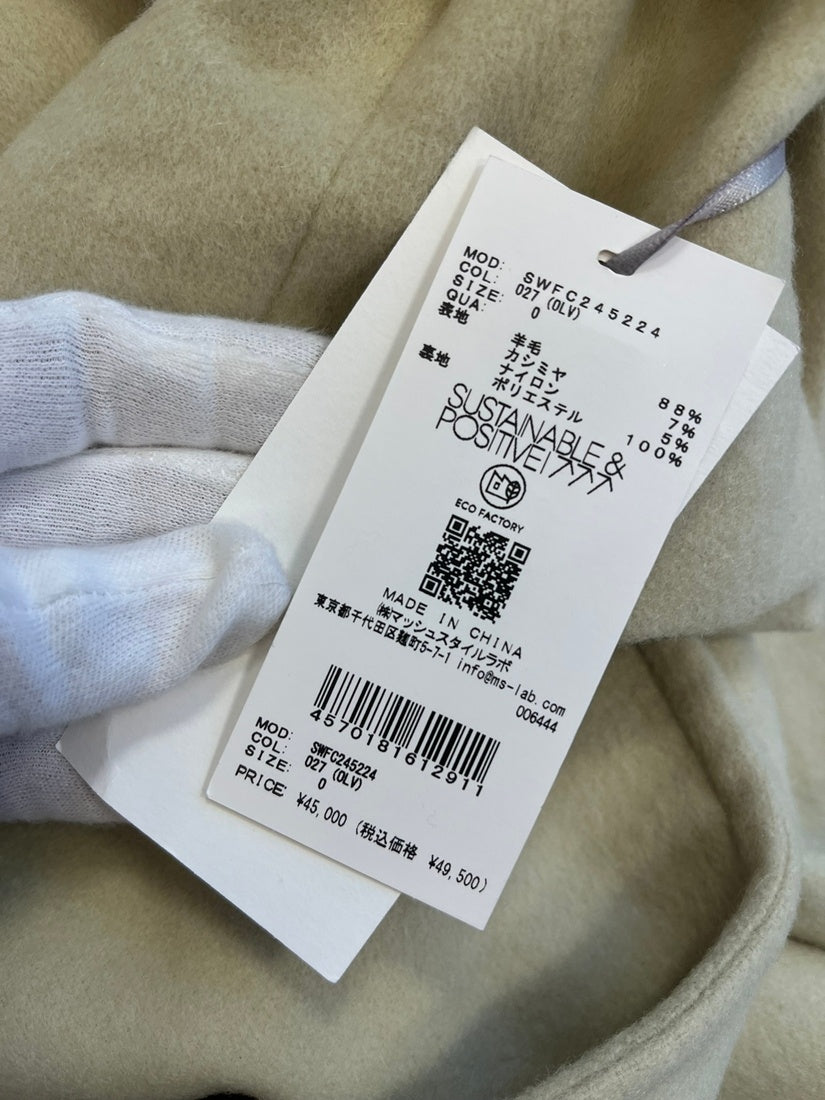 MOD: SWFC245224
COL: 027 (OLV)
SIZE: 0
QUA:
表地 羊毛 88%
カシミヤ 7%
ナイロン 5%
裏地 ポリエステル 100%
SUSTAINABLE &
POSITIVE!
ECO FACTORY
MADE IN CHINA
㈱マッシュスタイルラボ
東京都千代田区麹町5-7-1 info@ms-lab.com
006444
4570181612911
MOD: SWFC245224
COL: 027 (OLV)
SIZE: 0
PRICE: ¥45,000 (税込価格 ¥49,500)